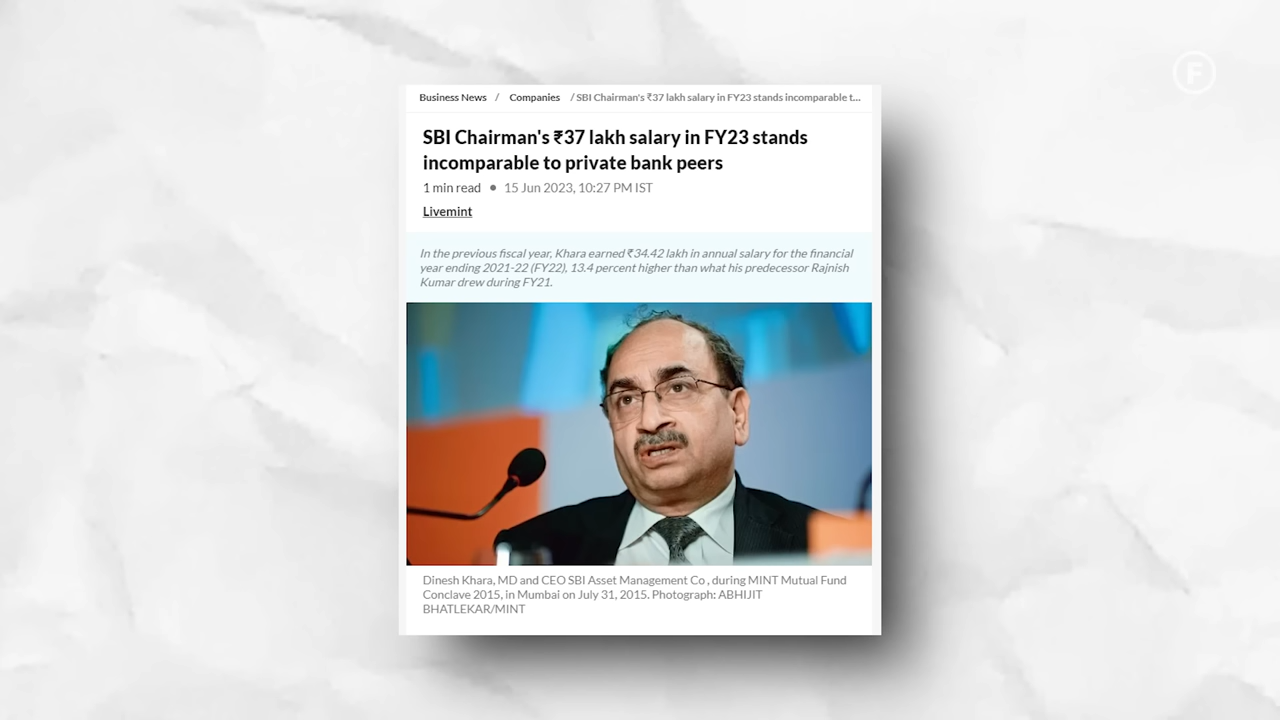 F
Business News / Companies / SBI Chairman's ₹37 lakh salary in FY23 stands incomparable t...
SBI Chairman's ₹37 lakh salary in FY23 stands
incomparable to private bank peers
1 min read ● 15 Jun 2023, 10:27 PM IST
Livemint
In the previous fiscal year, Khara earned ₹34.42 lakh in annual salary for the financial
year ending 2021-22 (FY22), 13.4 percent higher than what his predecessor Rajnish
Kumar drew during FY21.
Dinesh Khara, MD and CEO SBI Asset Management Co , during MINT Mutual Fund
Conclave 2015, in Mumbai on July 31, 2015. Photograph: ABHIJIT
BHATLEKAR/MINT